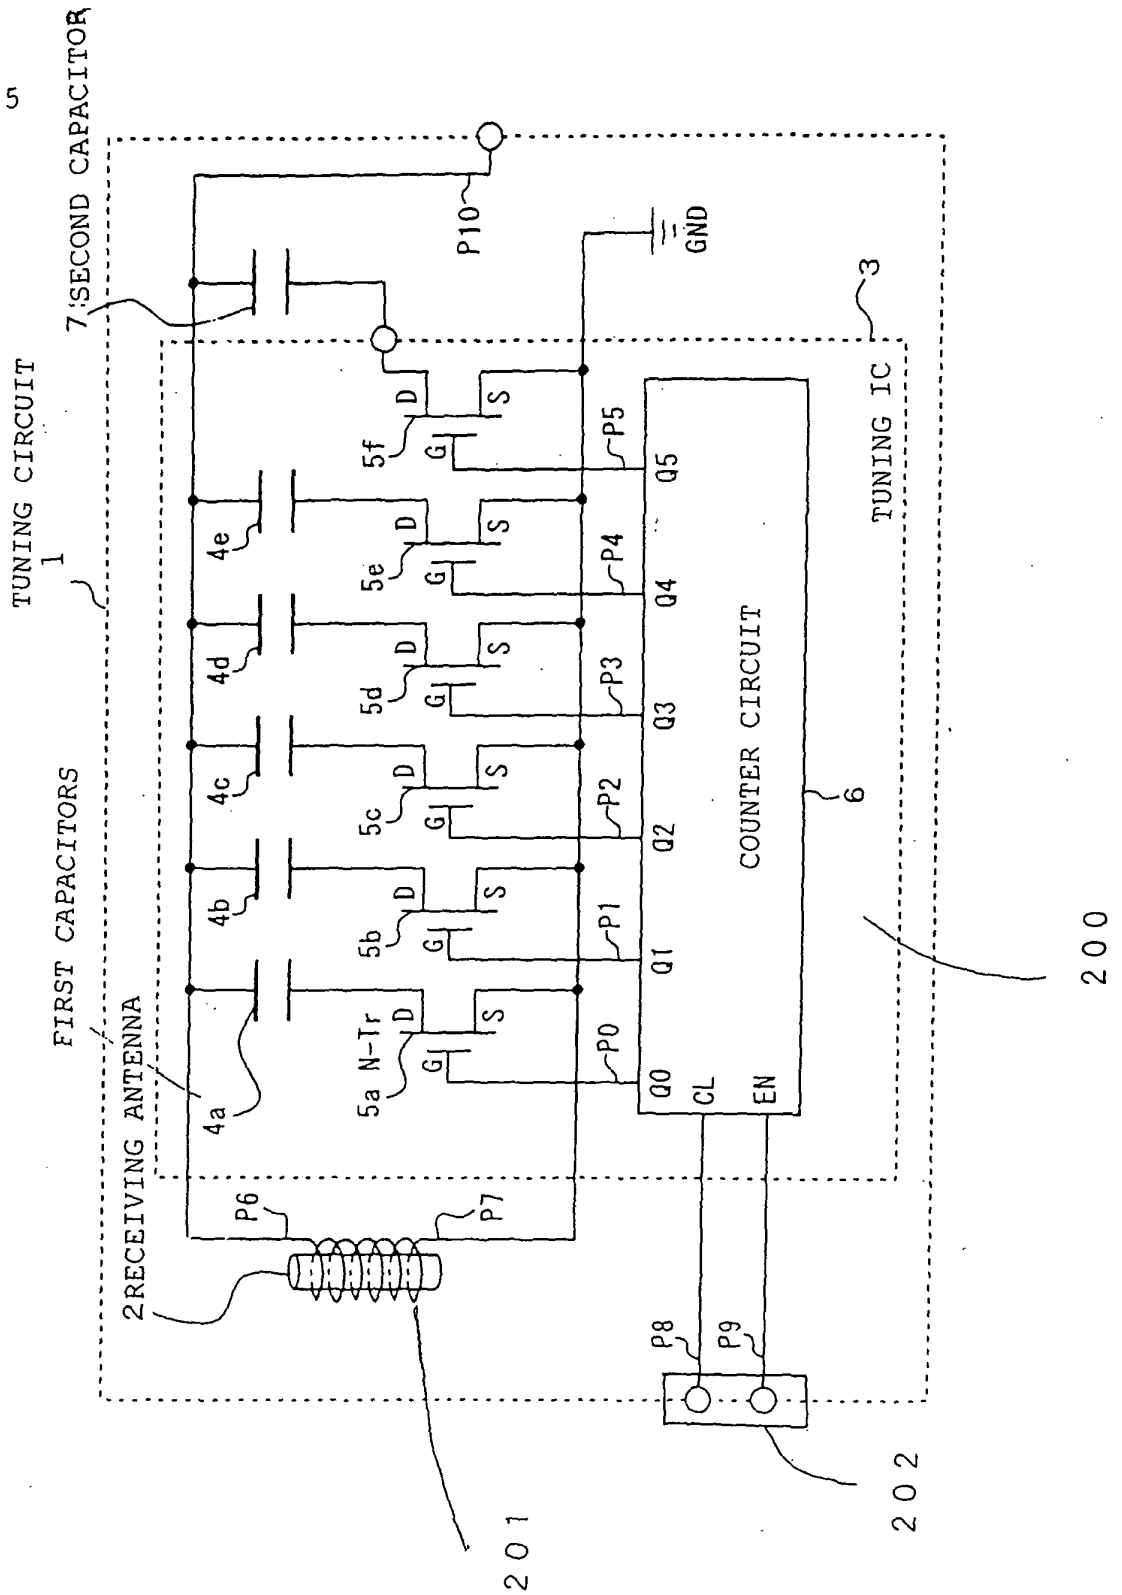 5
TUNING CIRCUIT
1
7:SECOND CAPACITOR
FIRST CAPACITORS
2RECEIVING ANTENNA
4a
4b
4c
4d
4e
P10
P6
P7
5a N-Tr
5b
5c
5d
5e
5f
D
G
S
D
G
S
D
G
S
D
G
S
D
G
S
D
G
S
GND
P0
P1
P2
P3
P4
P5
Q0
Q1
Q2
Q3
Q4
Q5
CL
EN
COUNTER CIRCUIT
6
TUNING IC
3
P8
P9
201
202
200